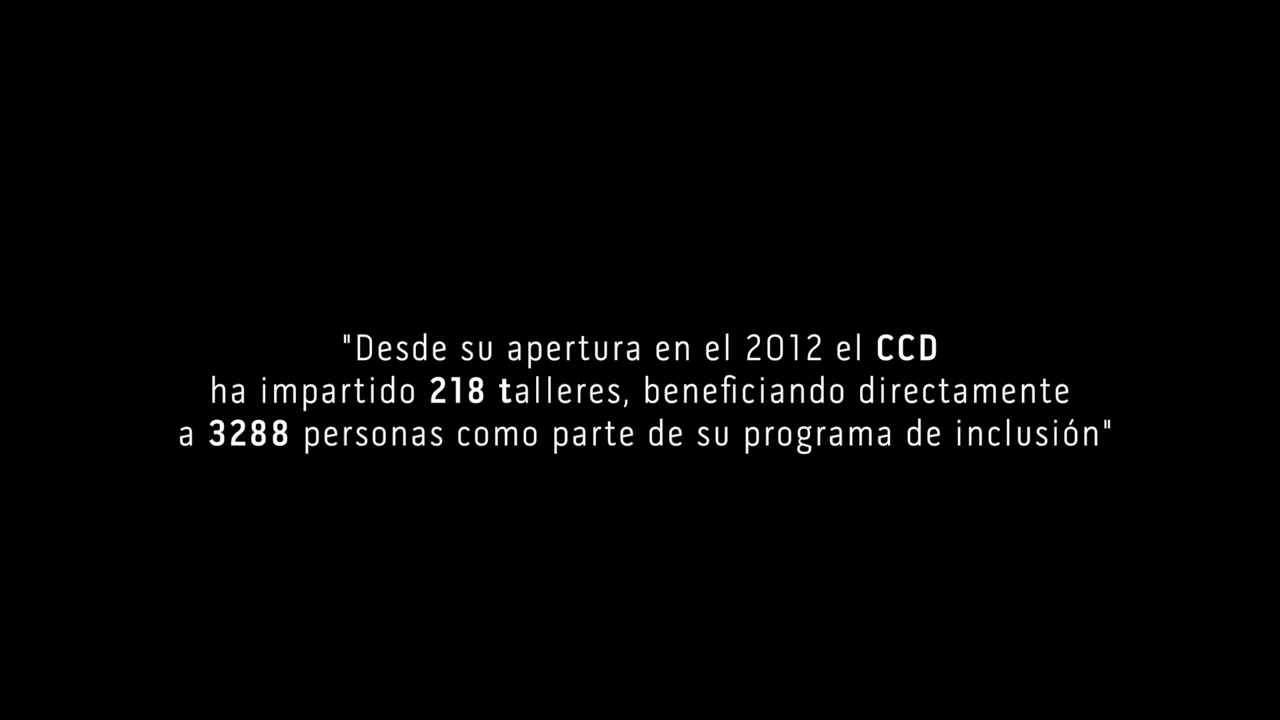 "Desde su apertura en el 2012 el CCD
ha impartido 218 talleres, beneficiando directamente
a 3288 personas como parte de su programa de inclusión"